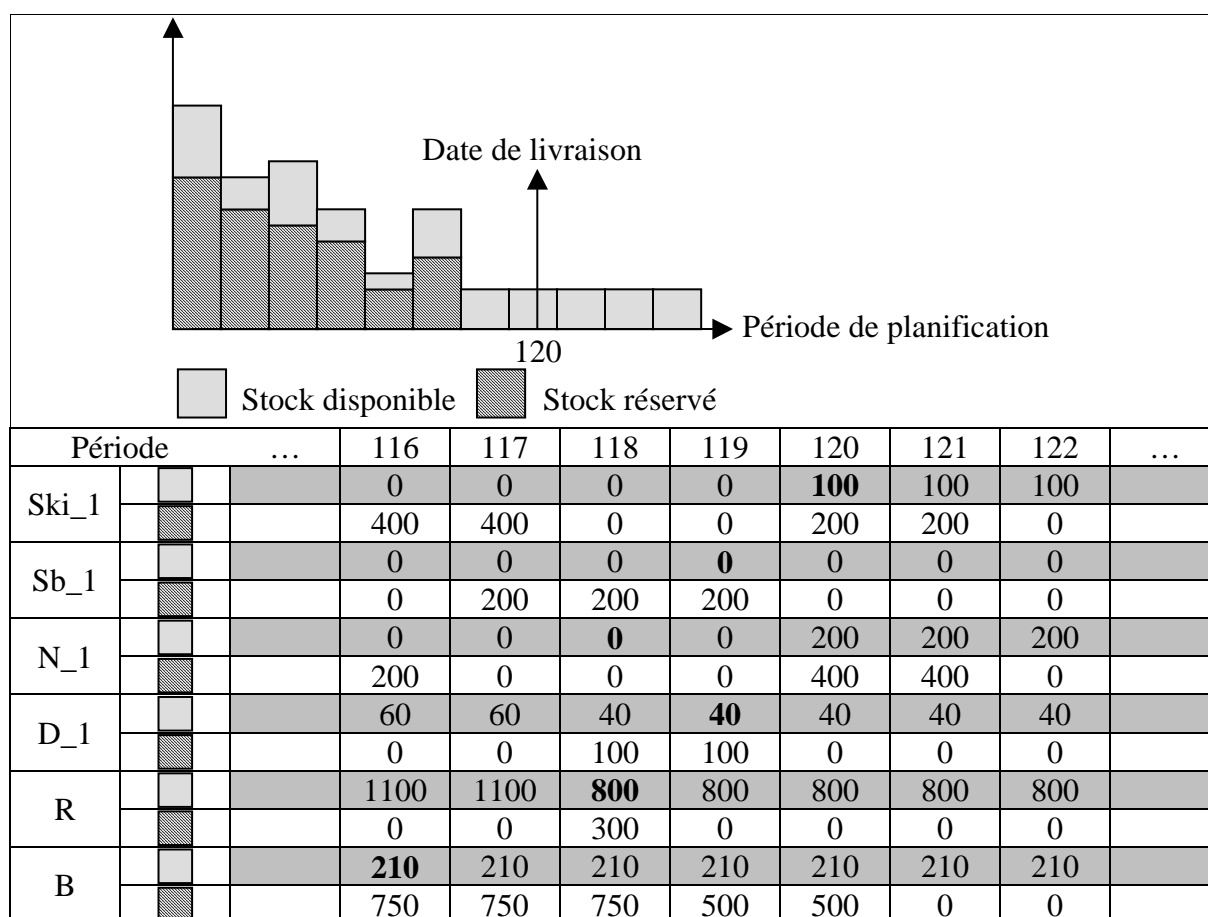 Date de livraison
Période de planification
120
Stock disponible Stock réservé
Période … 116 117 118 119 120 121 122 …
Ski_1 0 0 0 0 100 100 100
400 400 0 0 200 200 0
Sb_1 0 0 0 0 0 0 0
0 200 200 200 0 0 0
N_1 0 0 0 0 200 200 200
200 0 0 0 400 400 0
D_1 60 60 40 40 40 40 40
0 0 100 100 0 0 0
R 1100 1100 800 800 800 800 800
0 0 300 0 0 0 0
B 210 210 210 210 210 210 210
750 750 750 500 500 0 0